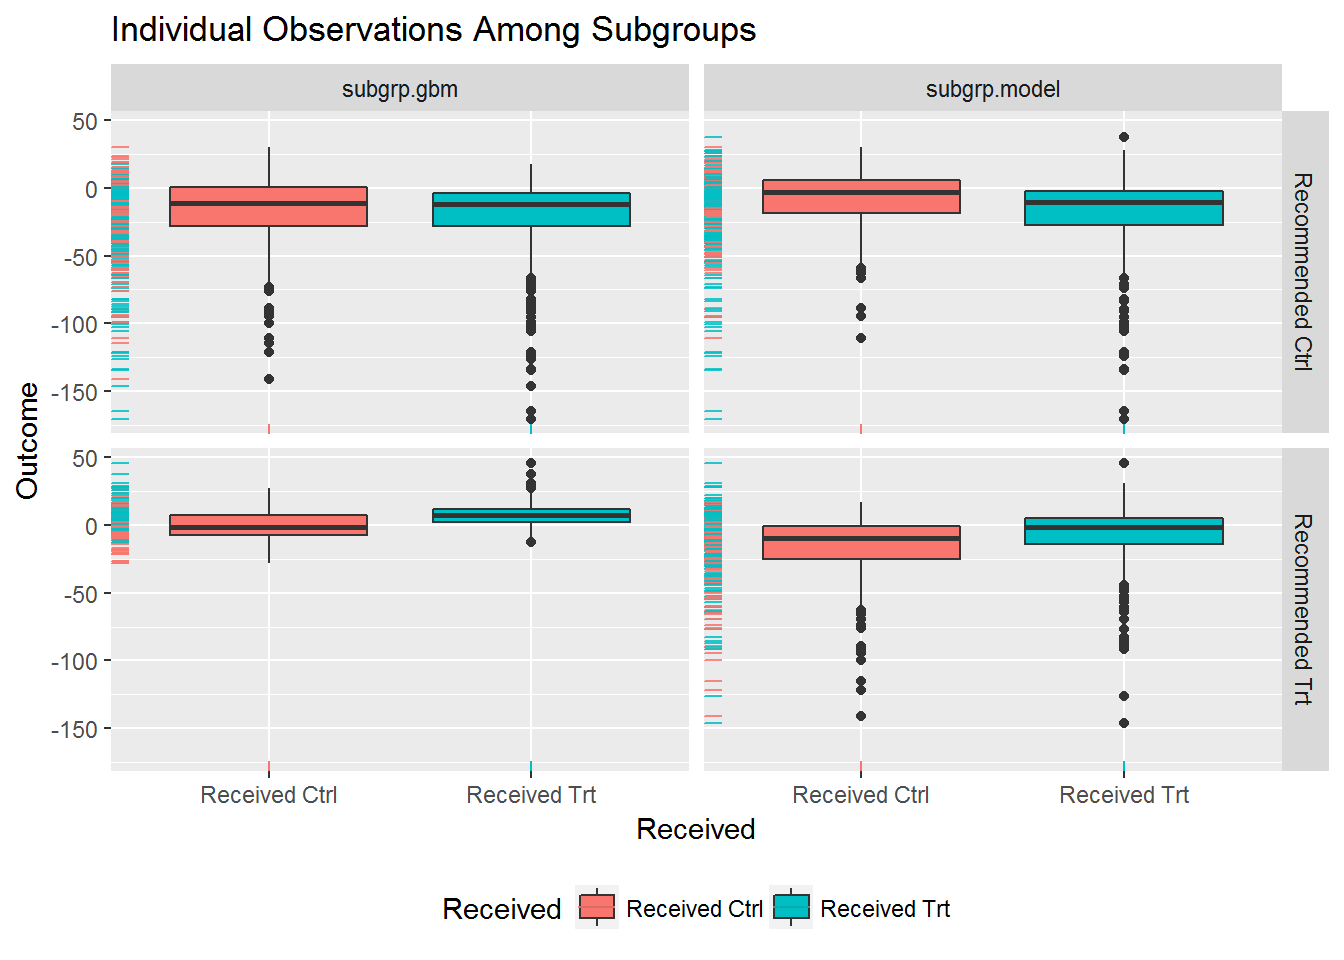 Individual Observations Among Subgroups
subgrp.gbm
subgrp.model
50
0
-50
-100
-150
Recommended Ctrl
Outcome
50
0
-50
-100
-150
Recommended Trt
Received Ctrl
Received Trt
Received Ctrl
Received Trt
Received
Received
Received Ctrl
Received Trt